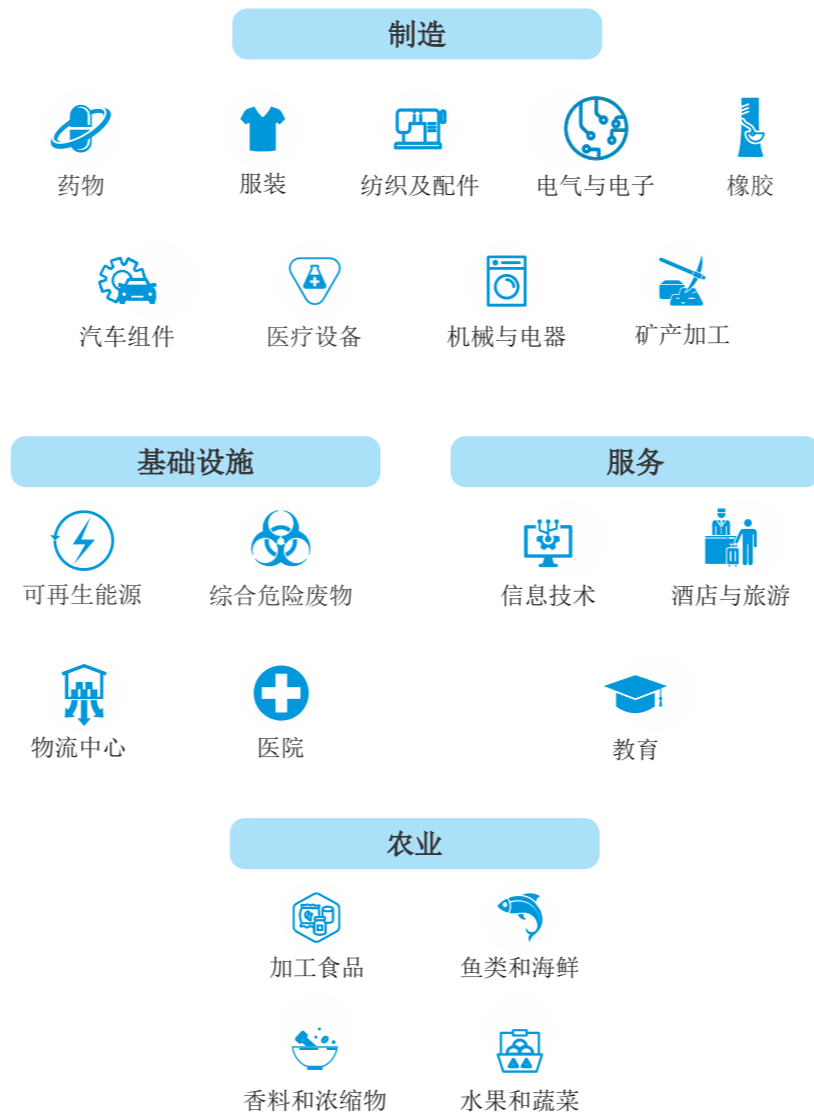 制造
药物
服装
纺织及配件
电气与电子
橡胶
汽车组件
医疗设备
机械与电器
矿产加工
基础设施
服务
可再生能源
综合危险废物
信息技术
酒店与旅游
物流中心
医院
教育
农业
加工食品
鱼类和海鲜
香料和浓缩物
水果和蔬菜